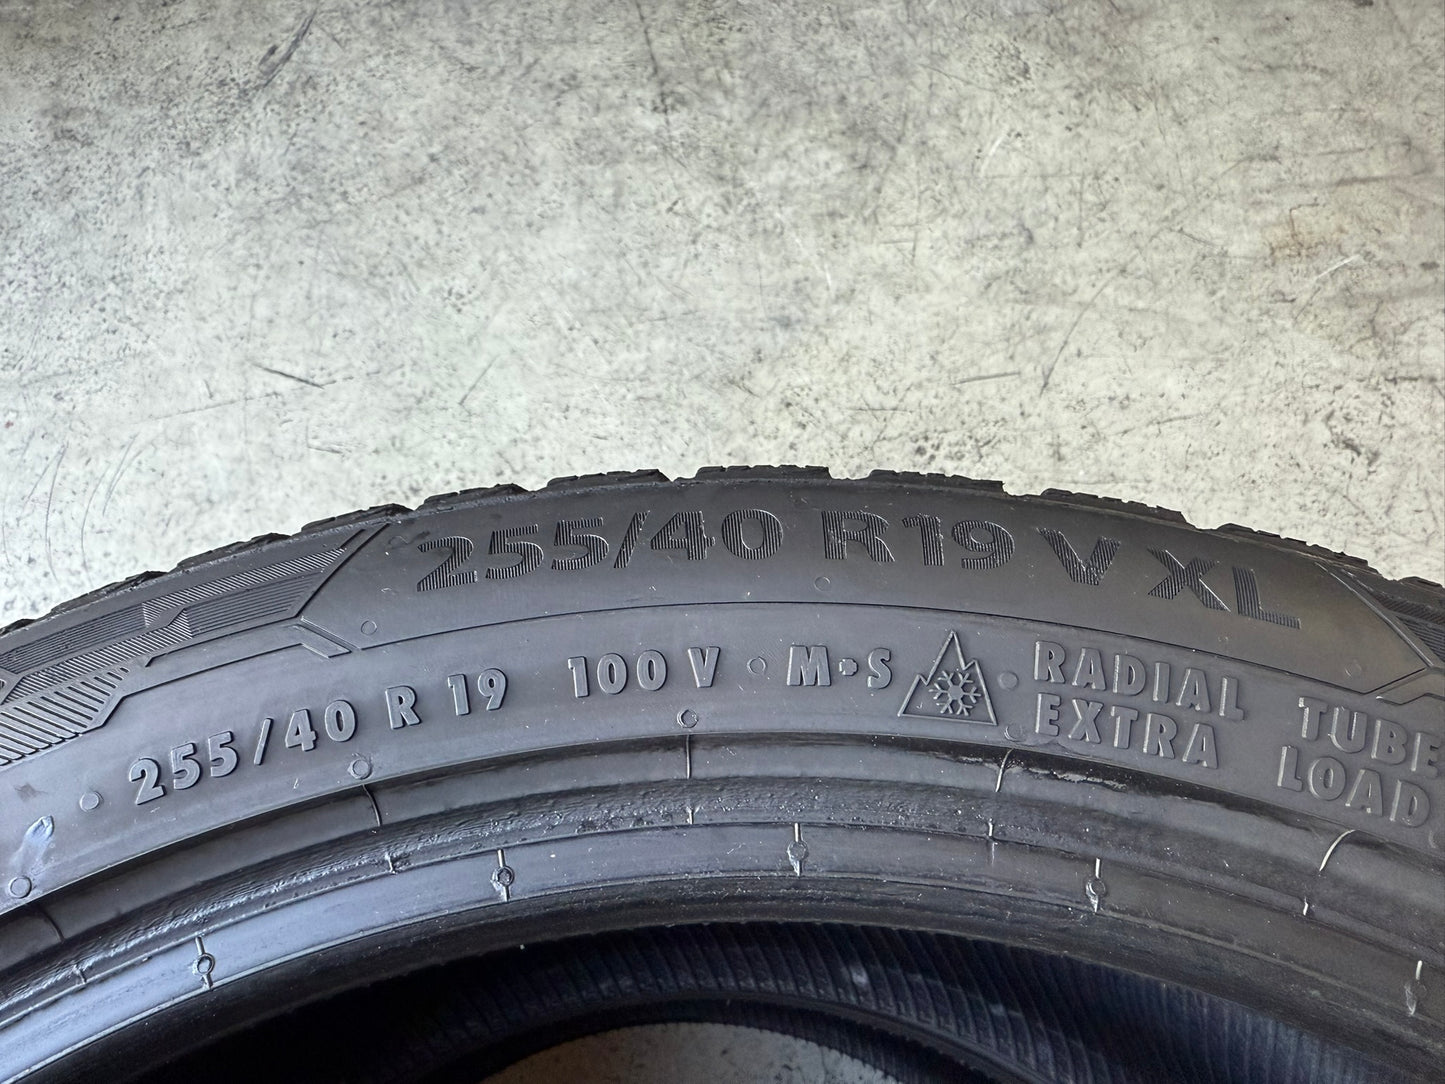 255/40 R19 V XL
255/40 R 19 100 V M+S RADIAL TUBE
EXTRA LOAD